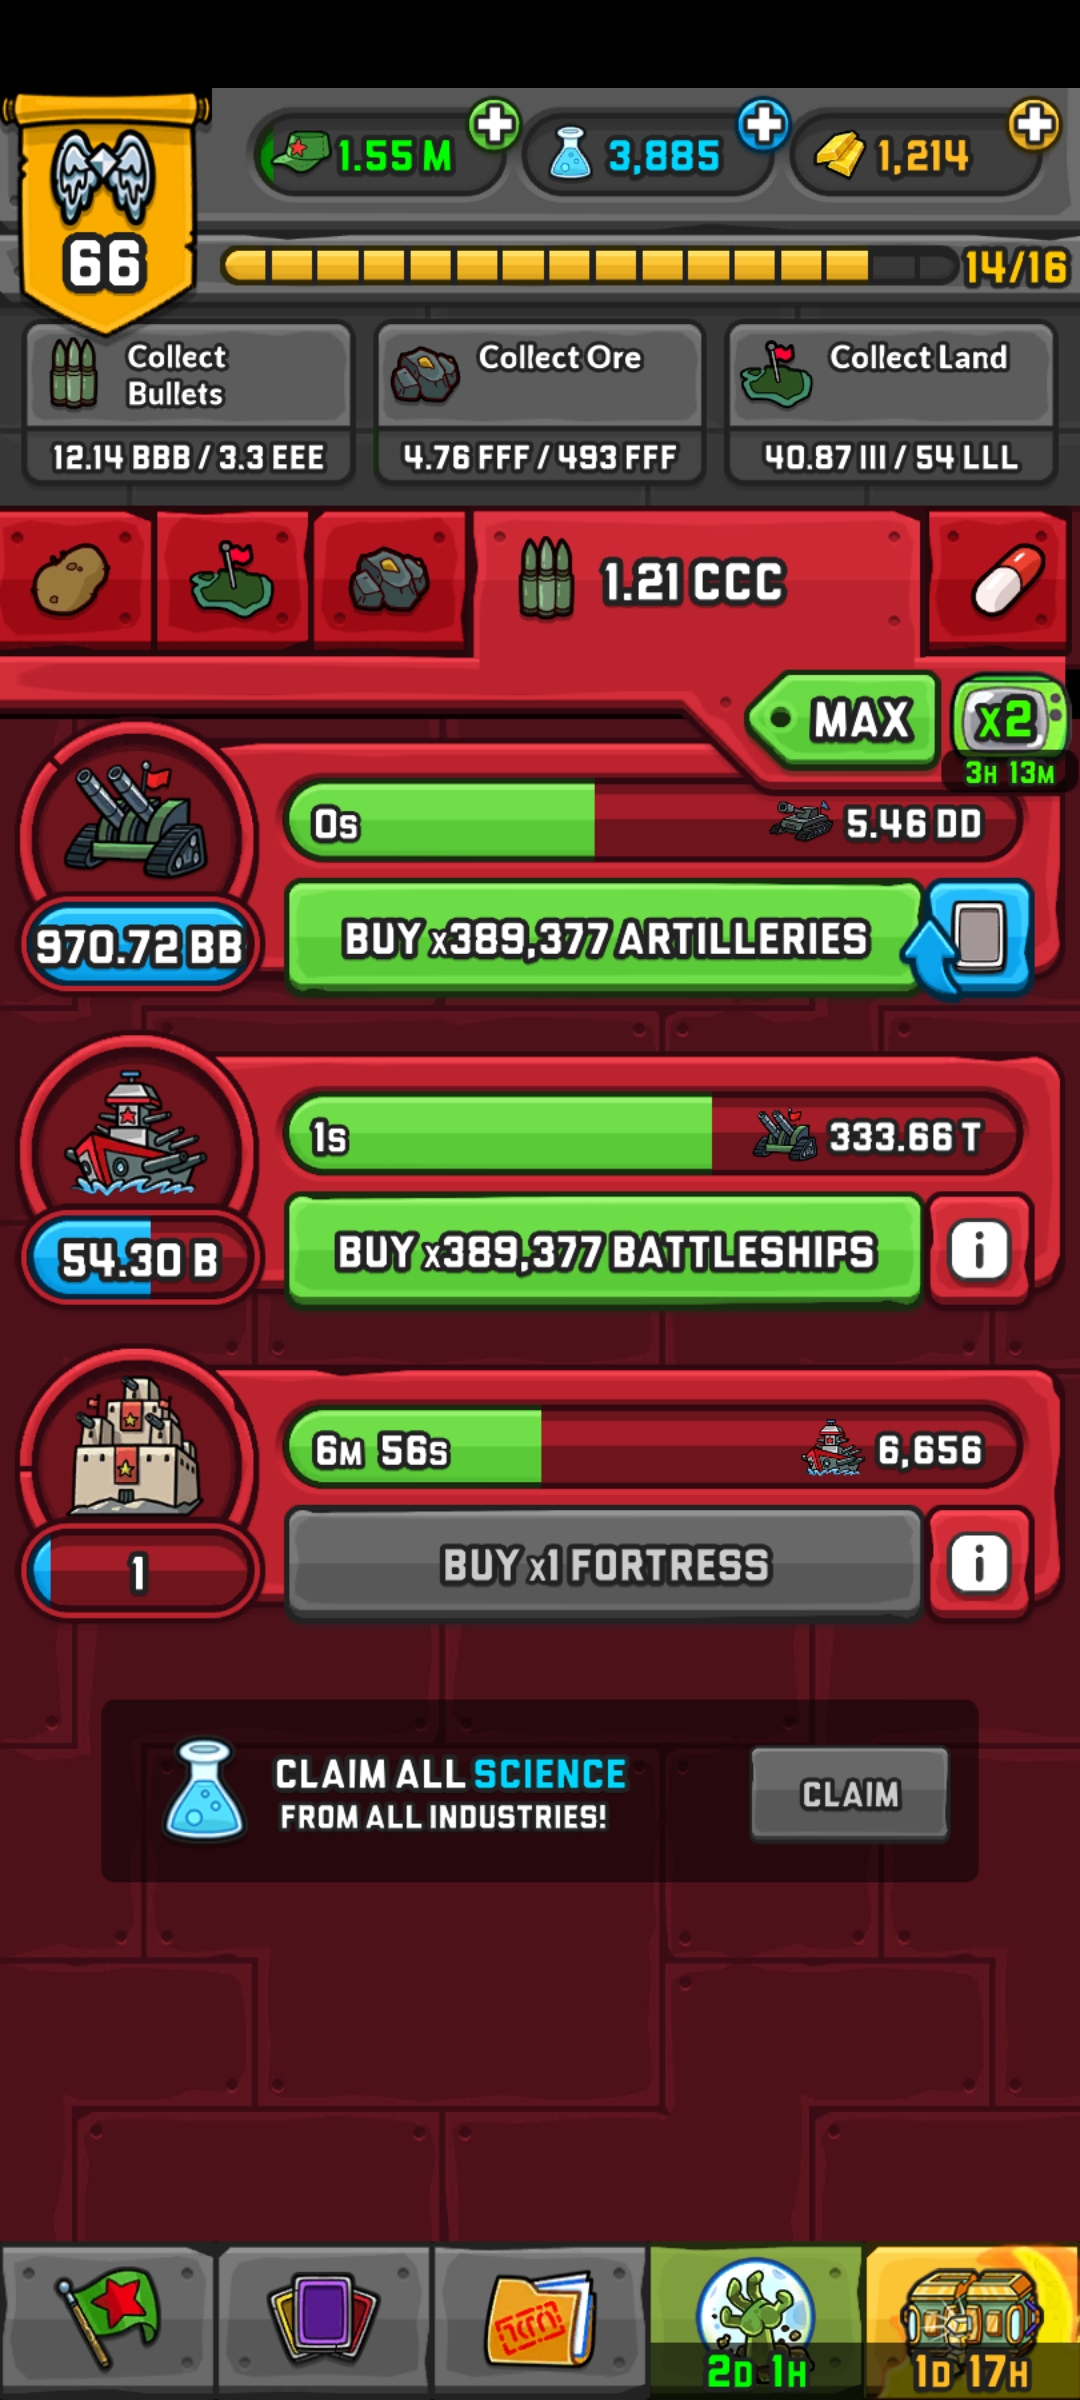 1.55 M
3,885
1,214
66
14/16
Collect
Bullets
12.14 BBB / 3.3 EEE
Collect Ore
4.76 FFF / 493 FFF
Collect Land
40.87 III / 54 LLL
1.21 CCC
MAX
x2
3H 13M
0s
5.46 DD
970.72 BB
BUY x389,377 ARTILLERIES
1s
333.66 T
54.30 B
BUY x389,377 BATTLESHIPS
i
6M 56s
6,656
1
BUY x1 FORTRESS
i
CLAIM ALL SCIENCE
FROM ALL INDUSTRIES!
CLAIM
2D 1H
1D 17H